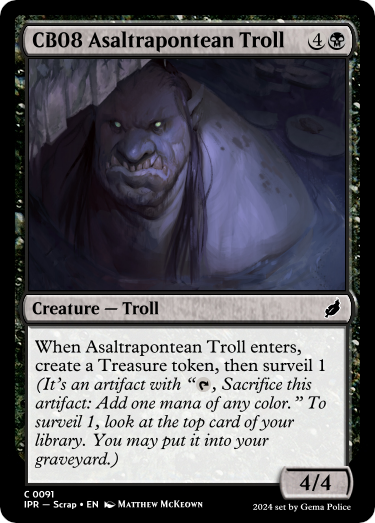 CB08 Asaltrapontean Troll 4
Creature — Troll
When Asaltrapontean Troll enters,
create a Treasure token, then surveil 1
(It's an artifact with “, Sacrifice this
artifact: Add one mana of any color.” To
surveil 1, look at the top card of your
library. You may put it into your
graveyard.)
4/4
C 0091
IPR — Scrap • EN Matthew McKeown
2024 set by Gema Police